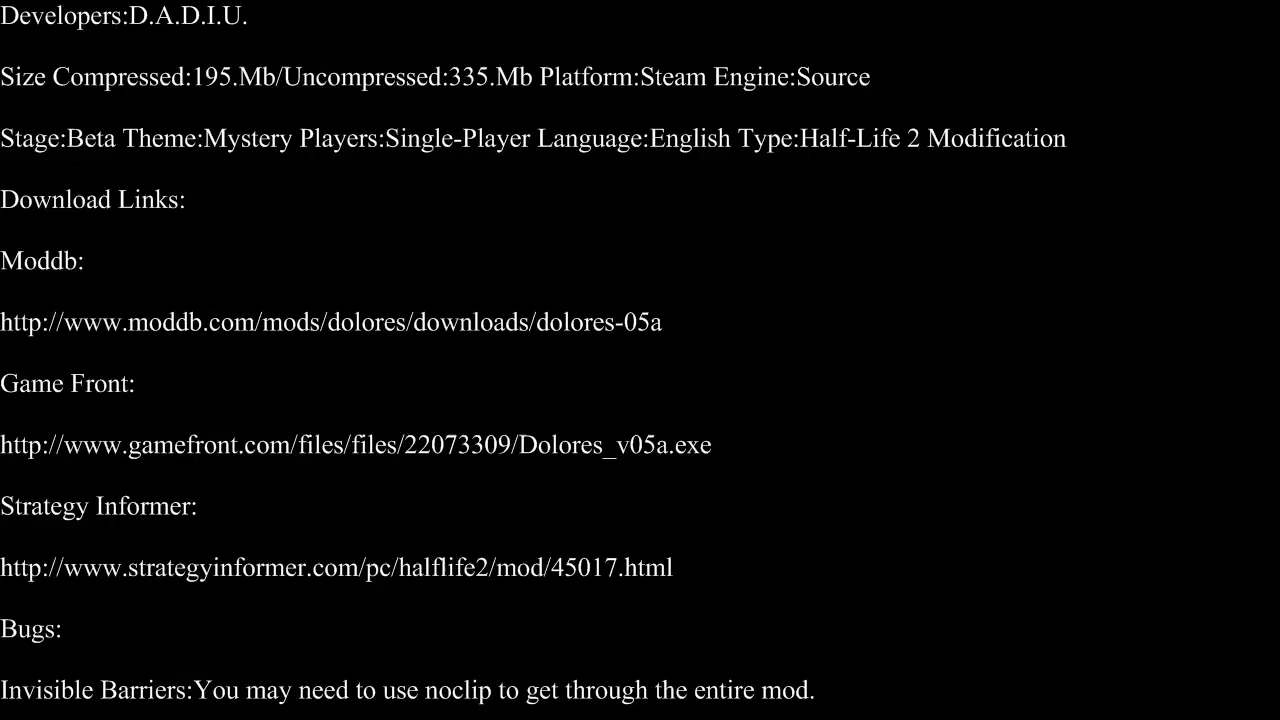 Developers:D.A.D.I.U.
Size Compressed:195.Mb/Uncompressed:335.Mb Platform:Steam Engine:Source
Stage:Beta Theme:Mystery Players:Single-Player Language:English Type:Half-Life 2 Modification
Download Links:
Moddb:
http://www.moddb.com/mods/dolores/downloads/dolores-05a
Game Front:
http://www.gamefront.com/files/files/22073309/Dolores_v05a.exe
Strategy Informer:
http://www.strategyinformer.com/pc/halflife2/mod/45017.html
Bugs:
Invisible Barriers:You may need to use noclip to get through the entire mod.